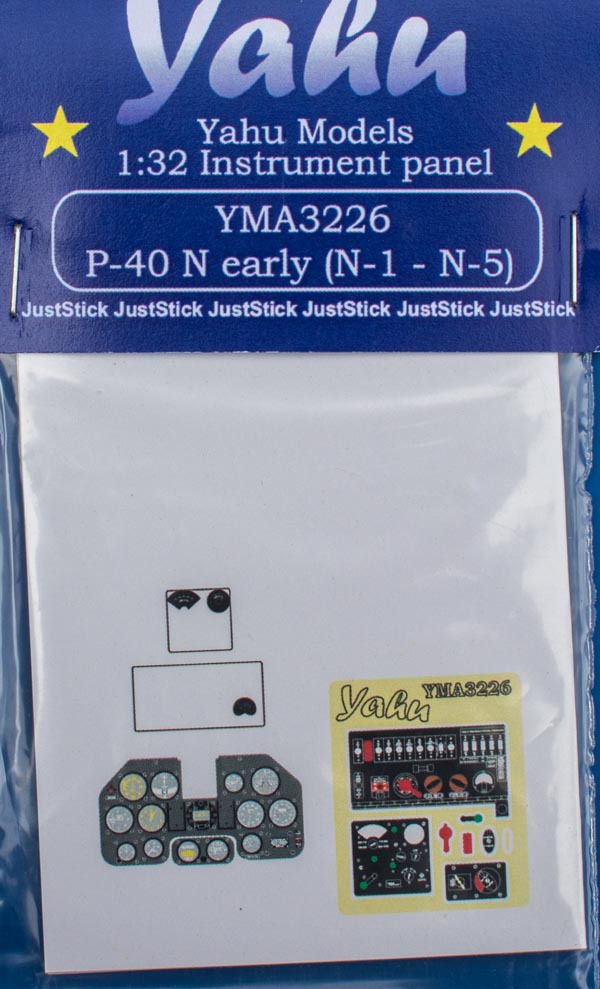 Yahu
Yahu Models
1:32 Instrument panel
YMA3226
P-40 N early (N-1 - N-5)
JustStick JustStick JustStick JustStick JustStick JustStick
Yahu YMA3226